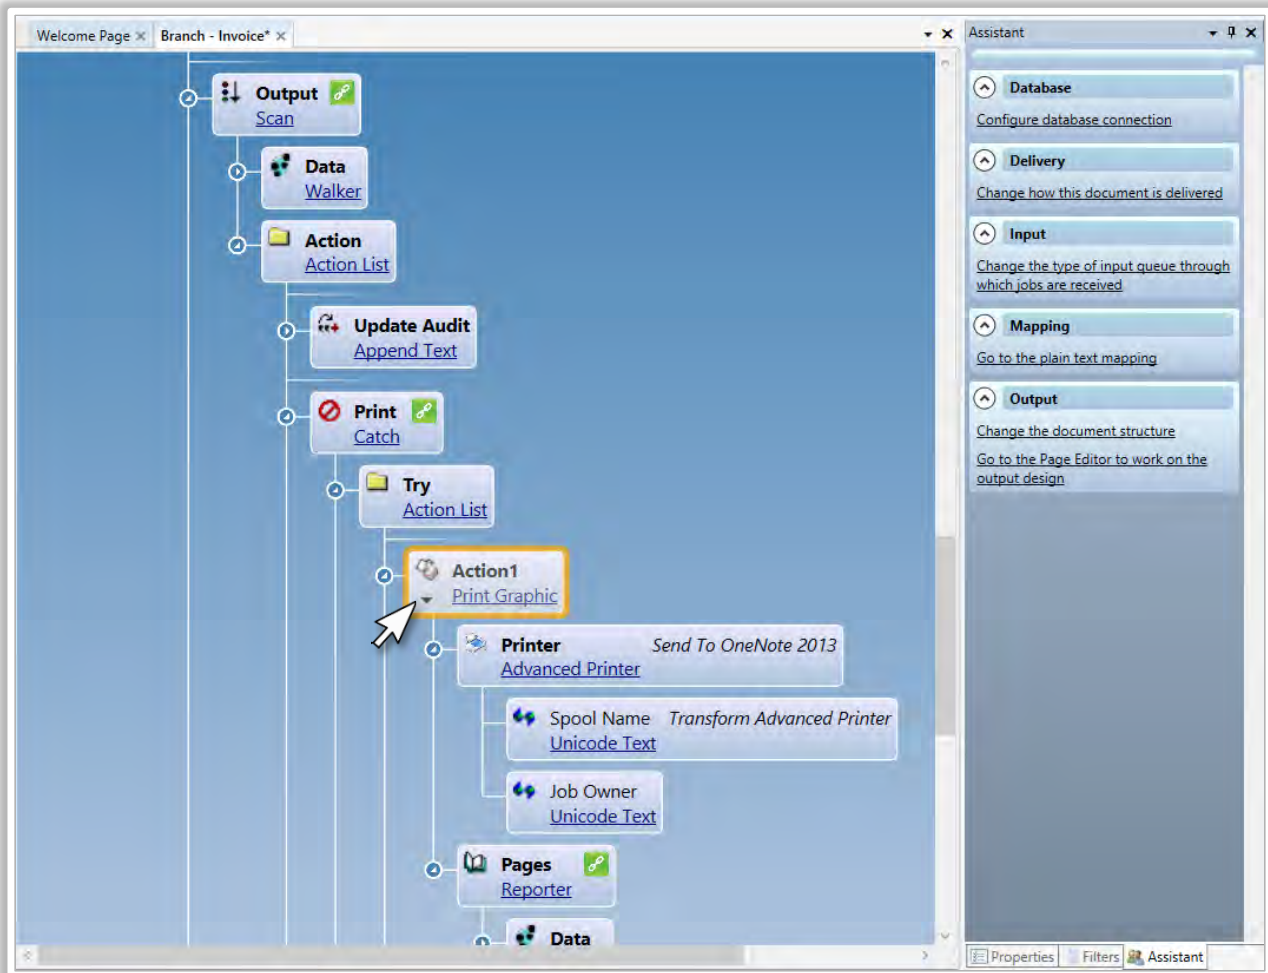 Welcome Page
Branch - Invoice*
Output
Scan
Data
Walker
Action
Action List
Update Audit
Append Text
Print
Catch
Try
Action List
Action1
Print Graphic
Printer Send To OneNote 2013
Advanced Printer
Spool Name Transform Advanced Printer
Unicode Text
Job Owner
Unicode Text
Pages
Reporter
Data
Assistant
Database
Configure database connection
Delivery
Change how this document is delivered
Input
Change the type of input queue through
which jobs are received
Mapping
Go to the plain text mapping
Output
Change the document structure
Go to the Page Editor to work on the
output design
Properties
Filters
Assistant